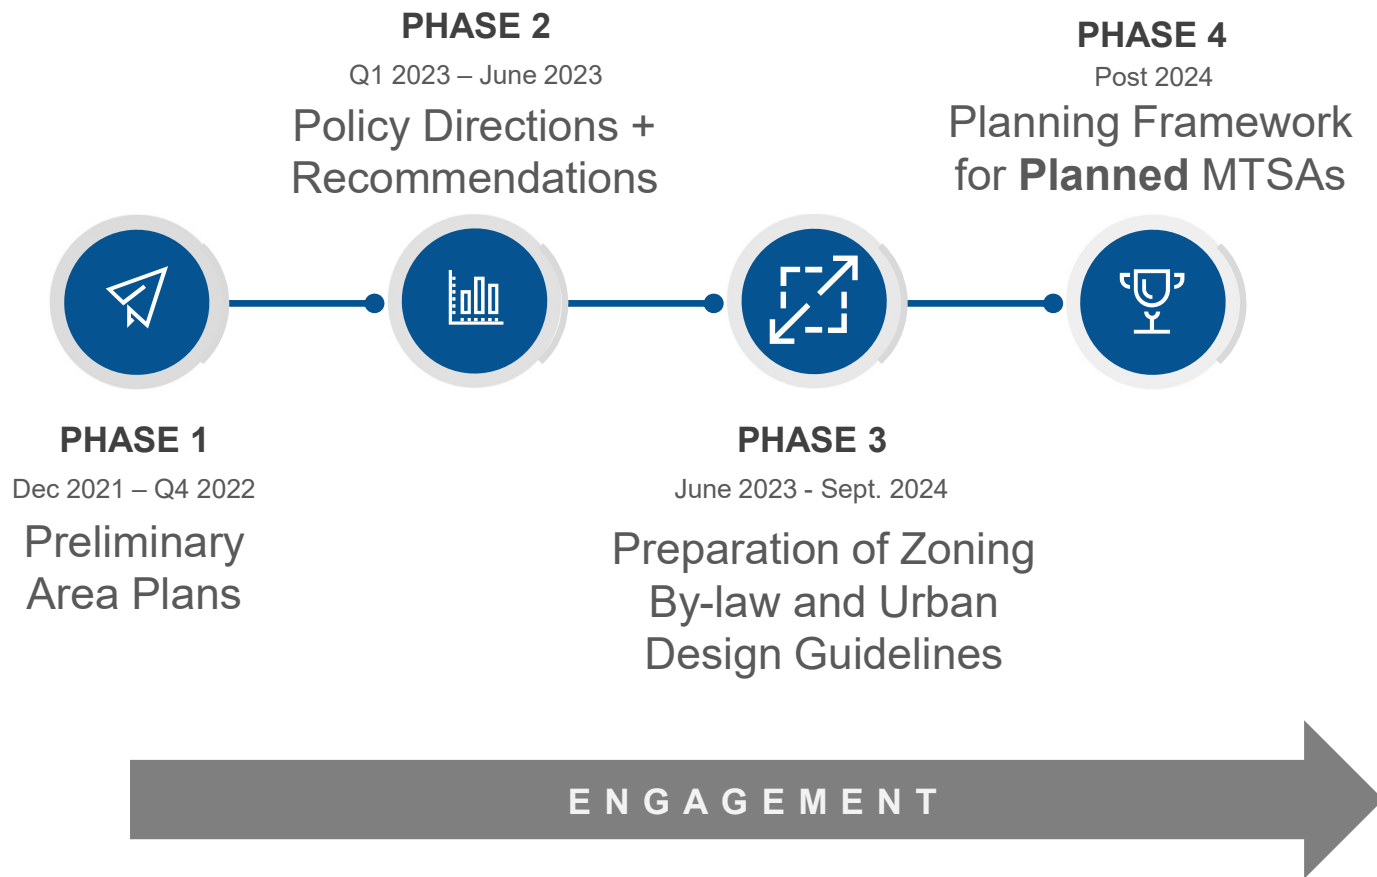 PHASE 1
Dec 2021 – Q4 2022
Preliminary
Area Plans
PHASE 2
Q1 2023 – June 2023
Policy Directions +
Recommendations
PHASE 3
June 2023 - Sept. 2024
Preparation of Zoning
By-law and Urban
Design Guidelines
PHASE 4
Post 2024
Planning Framework
for Planned MTSAs
ENGAGEMENT